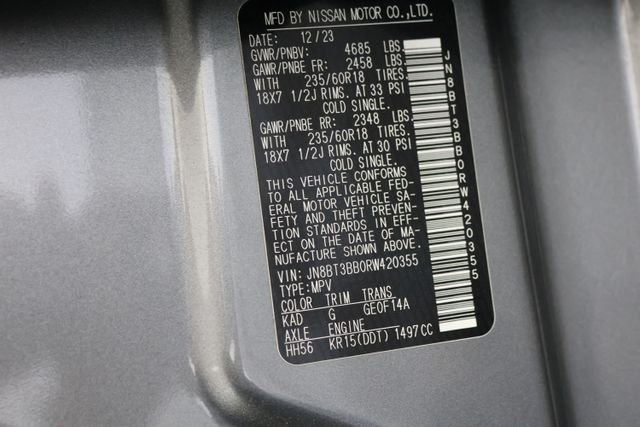 MFD BY NISSAN MOTOR CO.,LTD.
DATE: 12/23
GVWR/PNBV: 4685 LBS.
GAWR/PNBE FR: 2458 LBS.
WITH 235/60R18 TIRES.
18X7 1/2J RIMS. AT 33 PSI
COLD SINGLE.
GAWR/PNBE RR: 2348 LBS.
WITH 235/60R18 TIRES.
18X7 1/2J RIMS. AT 30 PSI
COLD SINGLE.
THIS VEHICLE CONFORMS
TO ALL APPLICABLE FED-
ERAL MOTOR VEHICLE SA-
FETY AND THEFT PREVEN-
TION STANDARDS IN EFF-
ECT ON THE DATE OF MA-
NUFACTURE SHOWN ABOVE.
VIN: JN8BT3BB0RW420355
TYPE:MPV
COLOR TRIM TRANS
KAD G GE0F14A
AXLE ENGINE
HH56 KR15(DDT) 1497CC
JN8BT3BB0RW420355